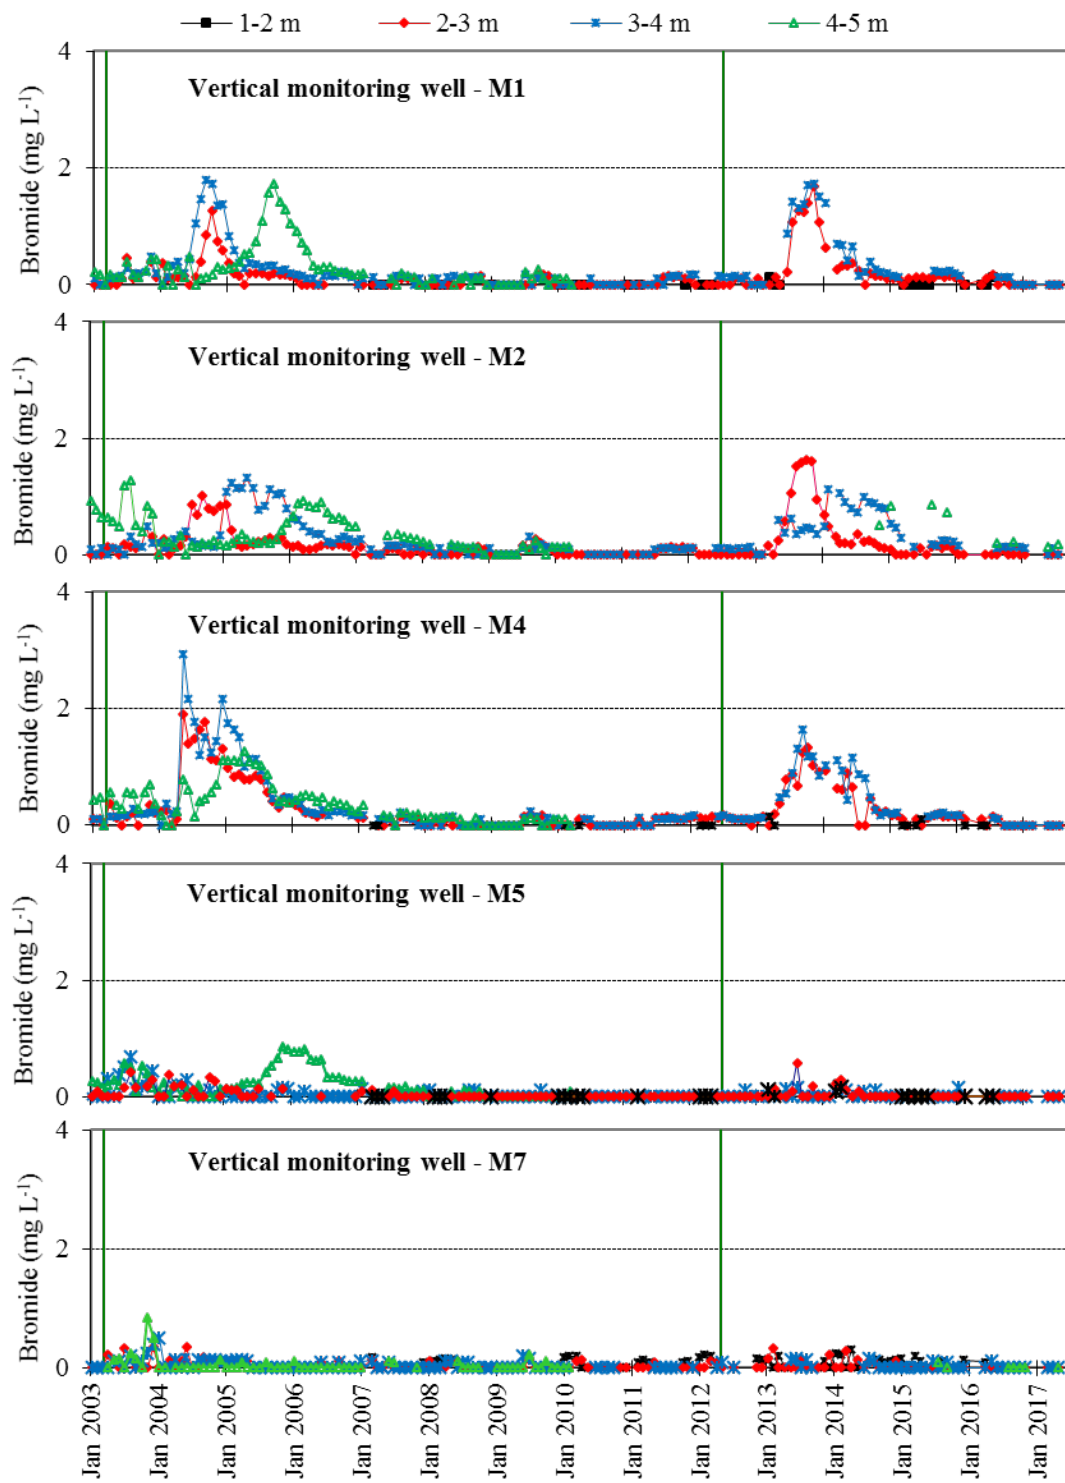 1-2 m 2-3 m 3-4 m 4-5 m
4
2
0
Bromide (mg L-1)
Vertical monitoring well - M1
4
2
0
Bromide (mg L-1)
Vertical monitoring well - M2
4
2
0
Bromide (mg L-1)
Vertical monitoring well - M4
4
2
0
Bromide (mg L-1)
Vertical monitoring well - M5
4
2
0
Bromide (mg L-1)
Vertical monitoring well - M7
Jan 2003
Jan 2004
Jan 2005
Jan 2006
Jan 2007
Jan 2008
Jan 2009
Jan 2010
Jan 2011
Jan 2012
Jan 2013
Jan 2014
Jan 2015
Jan 2016
Jan 2017